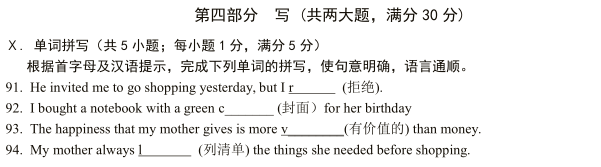 第四部分 写 (共两大题，满分 30 分)
X. 单词拼写（共 5 小题；每小题 1 分，满分 5 分）
根据首字母及汉语提示，完成下列单词的拼写，使句意明确，语言通顺。
91. He invited me to go shopping yesterday, but I r______ (拒绝).
92. I bought a notebook with a green c_______ (封面）for her birthday
93. The happiness that my mother gives is more v________(有价值的) than money.
94. My mother always l_______ (列清单) the things she needed before shopping.